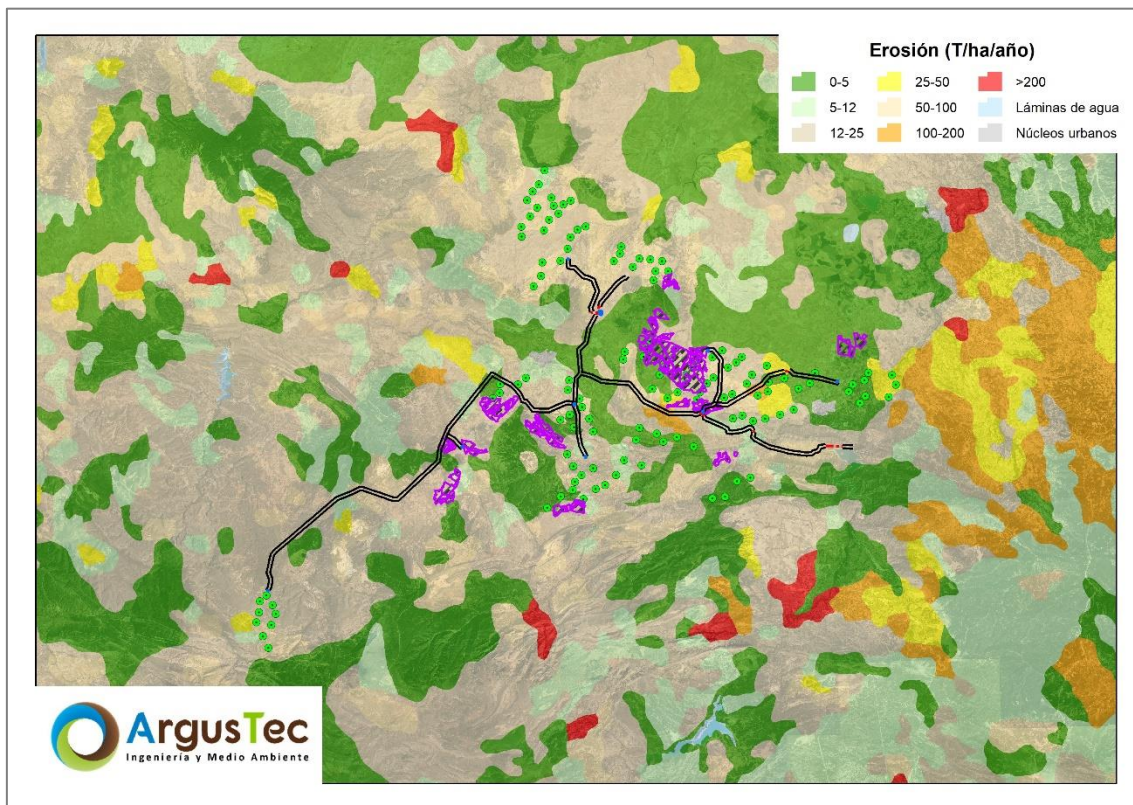 Erosión (T/ha/año)
0-5
25-50
>200
5-12
50-100
Láminas de agua
12-25
100-200
Núcleos urbanos
ArgusTec
Ingeniería y Medio Ambiente